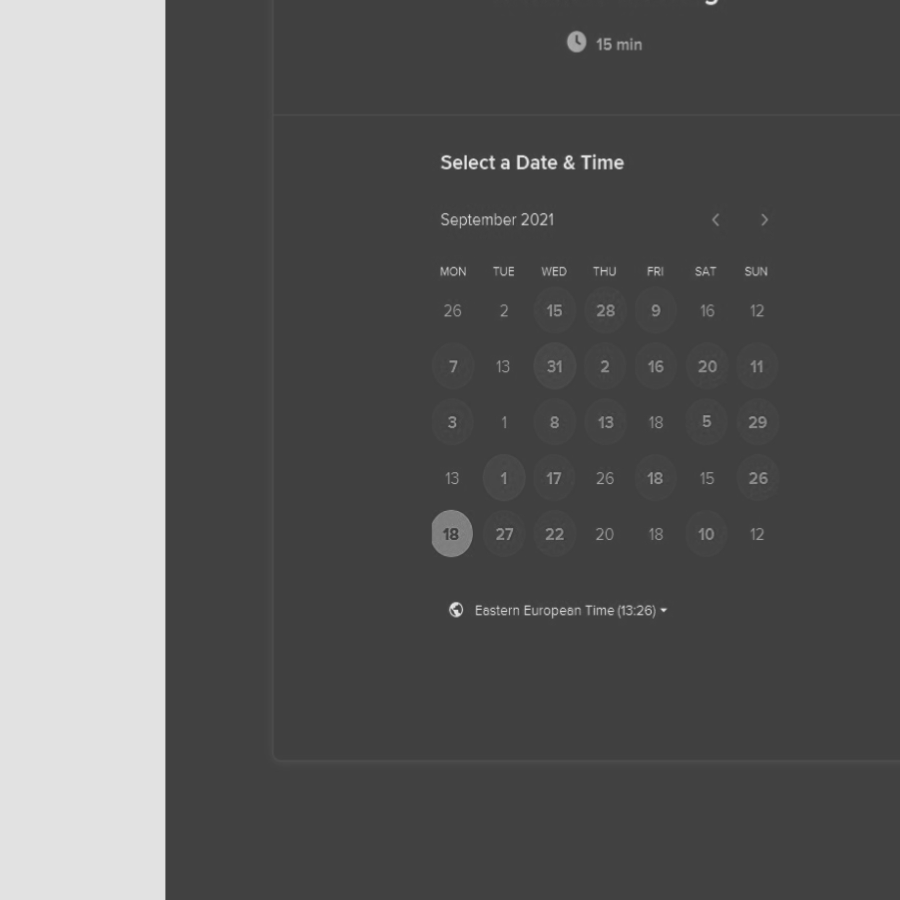 15 min
Select a Date & Time
September 2021
MON TUE WED THU FRI SAT SUN
26 2 15 28 9 16 12
7 13 31 2 16 20 11
3 1 8 13 18 5 29
13 1 17 26 18 15 26
18 27 22 20 18 10 12
Eastern European Time (13:26)